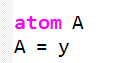 atom A
A = y